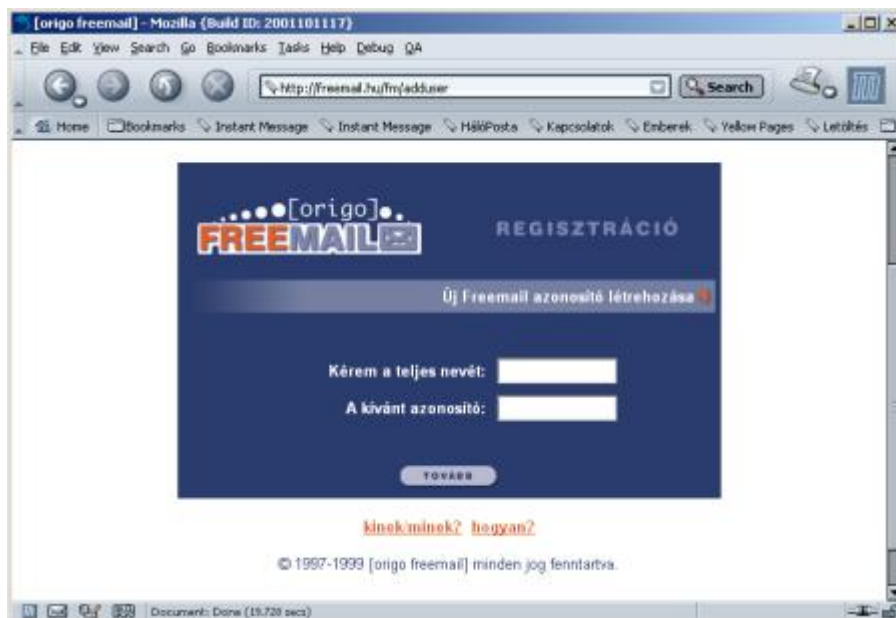 [origo freemail] - Mozilla {Build ID: 2001101117}
File Edit View Search Go Bookmarks Tasks Help Debug QA
http://freemail.hu/fm/adduser Search
Home Bookmarks Instant Message Instant Message HálóPosta Kapcsolatok Emberek Yellow Pages Letöltés
[origo]
FREEMAIL
REGISZTRÁCIÓ
Új Freemail azonosító létrehozása
Kérem a teljes nevét:
A kívánt azonosító:
TOVÁBB
kinek/minek? hogyan?
© 1997-1999 [origo freemail] minden jog fenntartva.
Document: Done (19.728 secs)